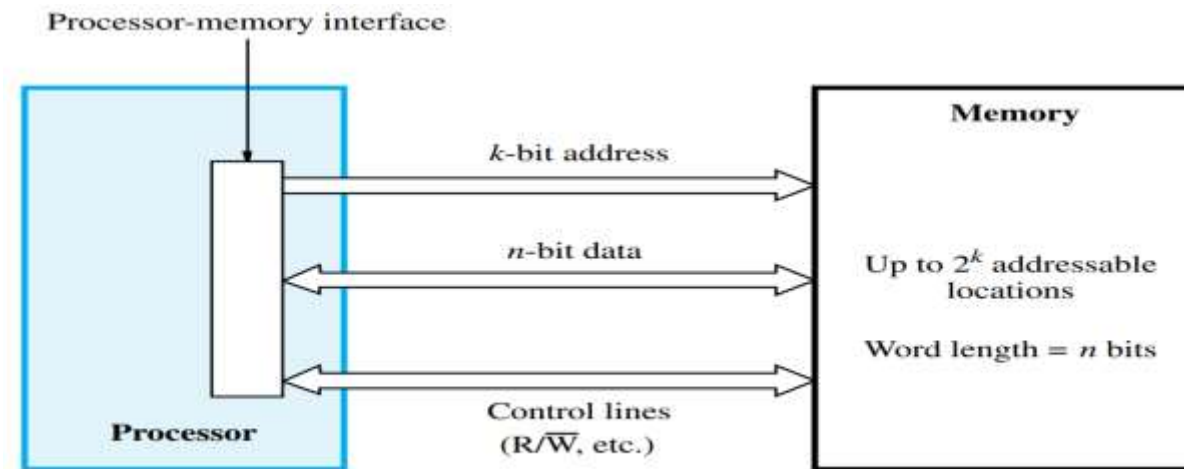 Processor-memory interface
Memory
k-bit address
n-bit data
Up to 2^k addressable
locations
Word length = n bits
Control lines
(R/W̅, etc.)
Processor